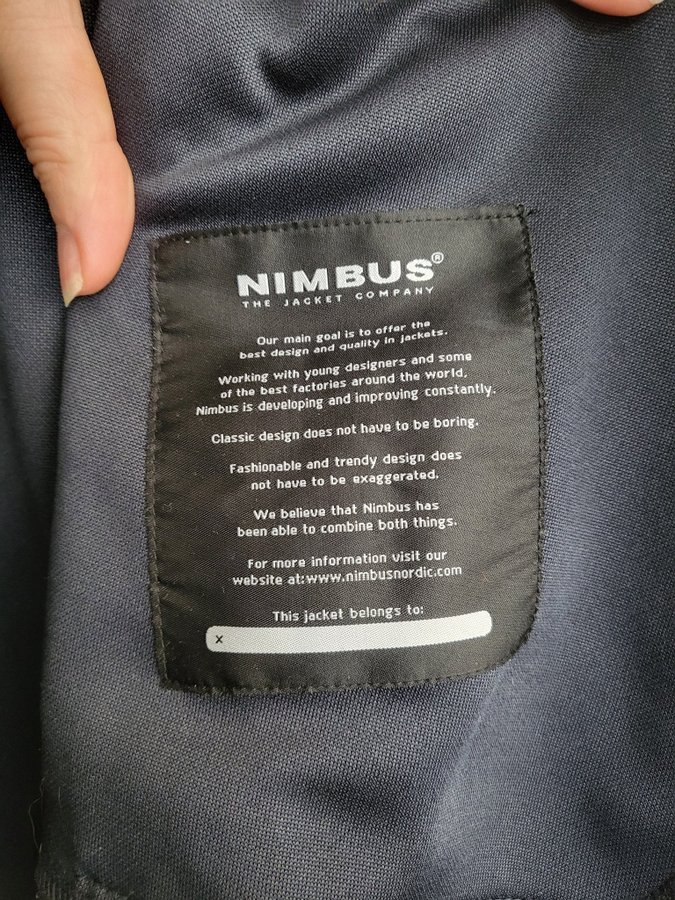 NIMBUS®
THE JACKET COMPANY
Our main goal is to offer the
best design and quality in jackets.
Working with young designers and some
of the best factories around the world,
Nimbus is developing and improving constantly.
Classic design does not have to be boring.
Fashionable and trendy design does
not have to be exaggerated.
We believe that Nimbus has
been able to combine both things.
For more information visit our
website at:www.nimbusnordic.com
This jacket belongs to:
x